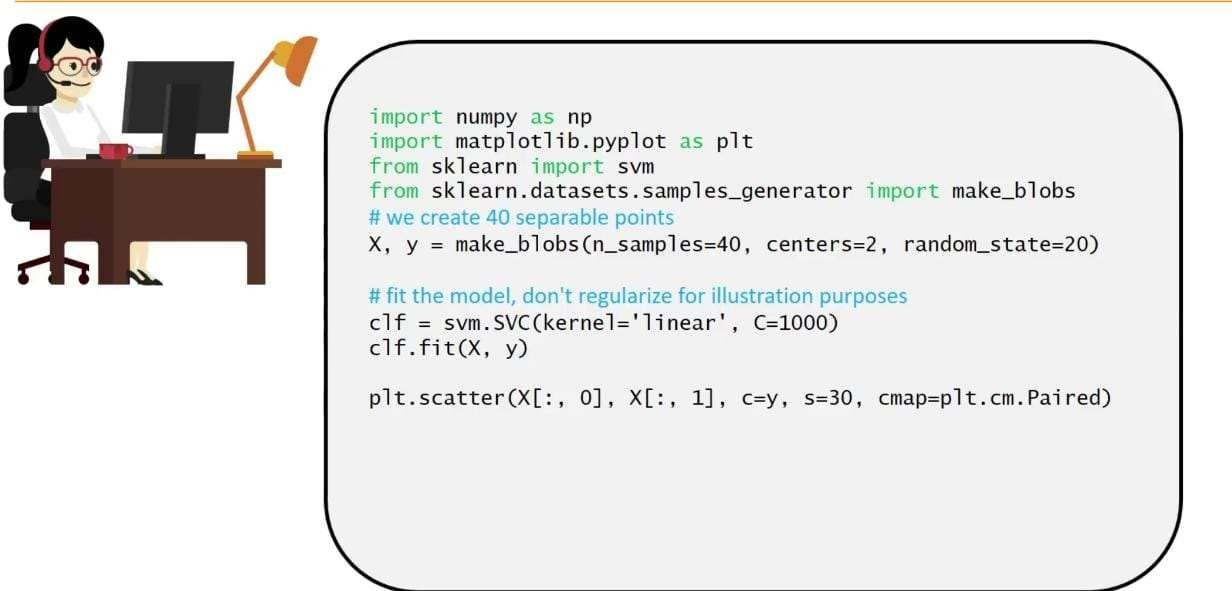 import numpy as np
import matplotlib.pyplot as plt
from sklearn import svm
from sklearn.datasets.samples_generator import make_blobs
# we create 40 separable points
X, y = make_blobs(n_samples=40, centers=2, random_state=20)
# fit the model, don't regularize for illustration purposes
clf = svm.SVC(kernel='linear', C=1000)
clf.fit(X, y)
plt.scatter(X[:, 0], X[:, 1], c=y, s=30, cmap=plt.cm.Paired)